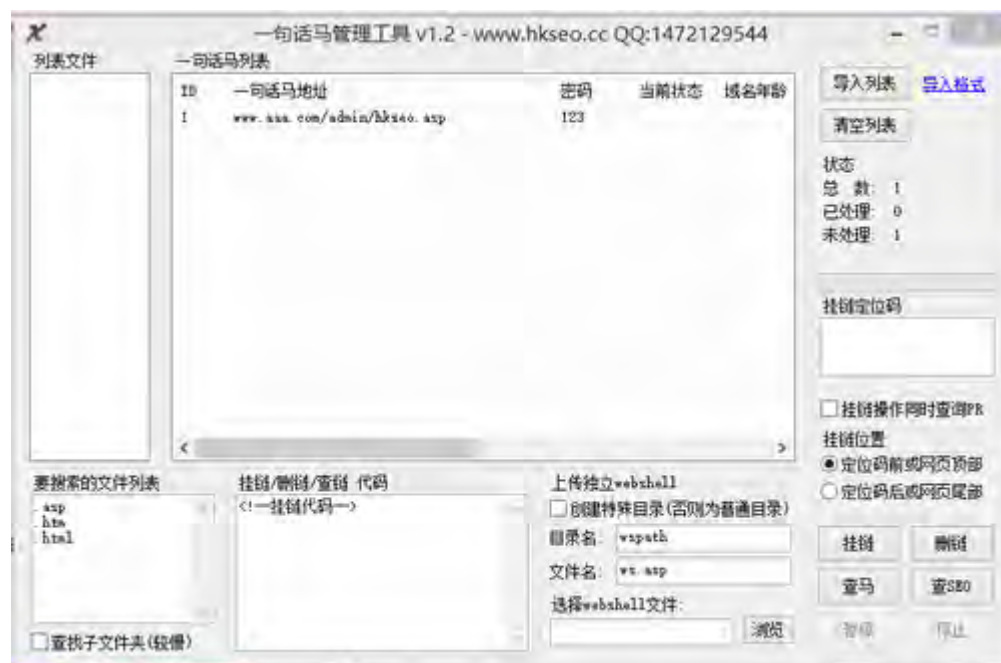 一句话马管理工具 v1.2 - www.hkseo.cc QQ:1472129544
列表文件
一句话马列表
ID 一句话马地址 密码 当前状态 域名年龄
1 www.aaa.com/admin/hkseo.asp 123
导入列表 导入格式
清空列表
状态
总 数: 1
已处理: 0
未处理: 1
挂链定位码
挂链操作同时查询PR
挂链位置
定位码前或网页顶部
定位码后或网页尾部
挂链 删链
查马 查SEO
暂停 停止
要搜索的文件列表
.asp
.htm
.html
查找子文件夹(较慢)
挂链/删链/查链 代码
<!--挂链代码-->
上传独立webshell
创建特殊目录(否则为普通目录)
目录名: vspath
文件名: vs.asp
选择webshell文件:
浏览